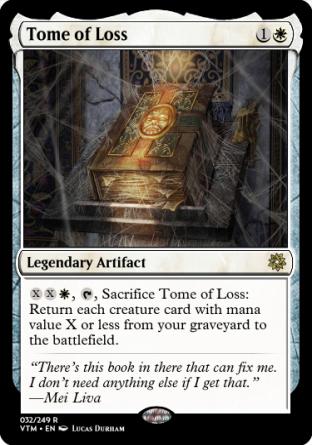 Tome of Loss 1W
Legendary Artifact
XXW, T, Sacrifice Tome of Loss:
Return each creature card with mana
value X or less from your graveyard to
the battlefield.
“There’s this book in there that can fix me.
I don’t need anything else if I get that.”
—Mei Liva
032/249 R
VTM • EN Lucas Durham